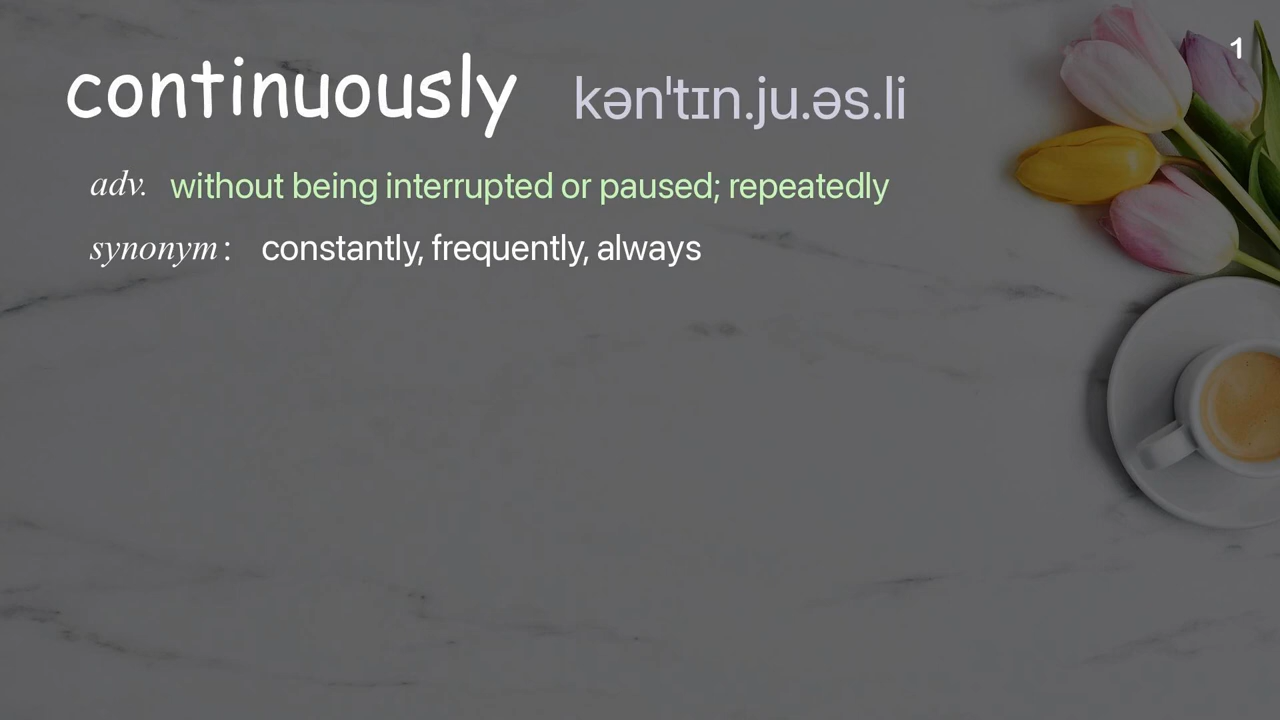 1
continuously kən'tɪn.ju.əs.li
adv. without being interrupted or paused; repeatedly
synonym: constantly, frequently, always